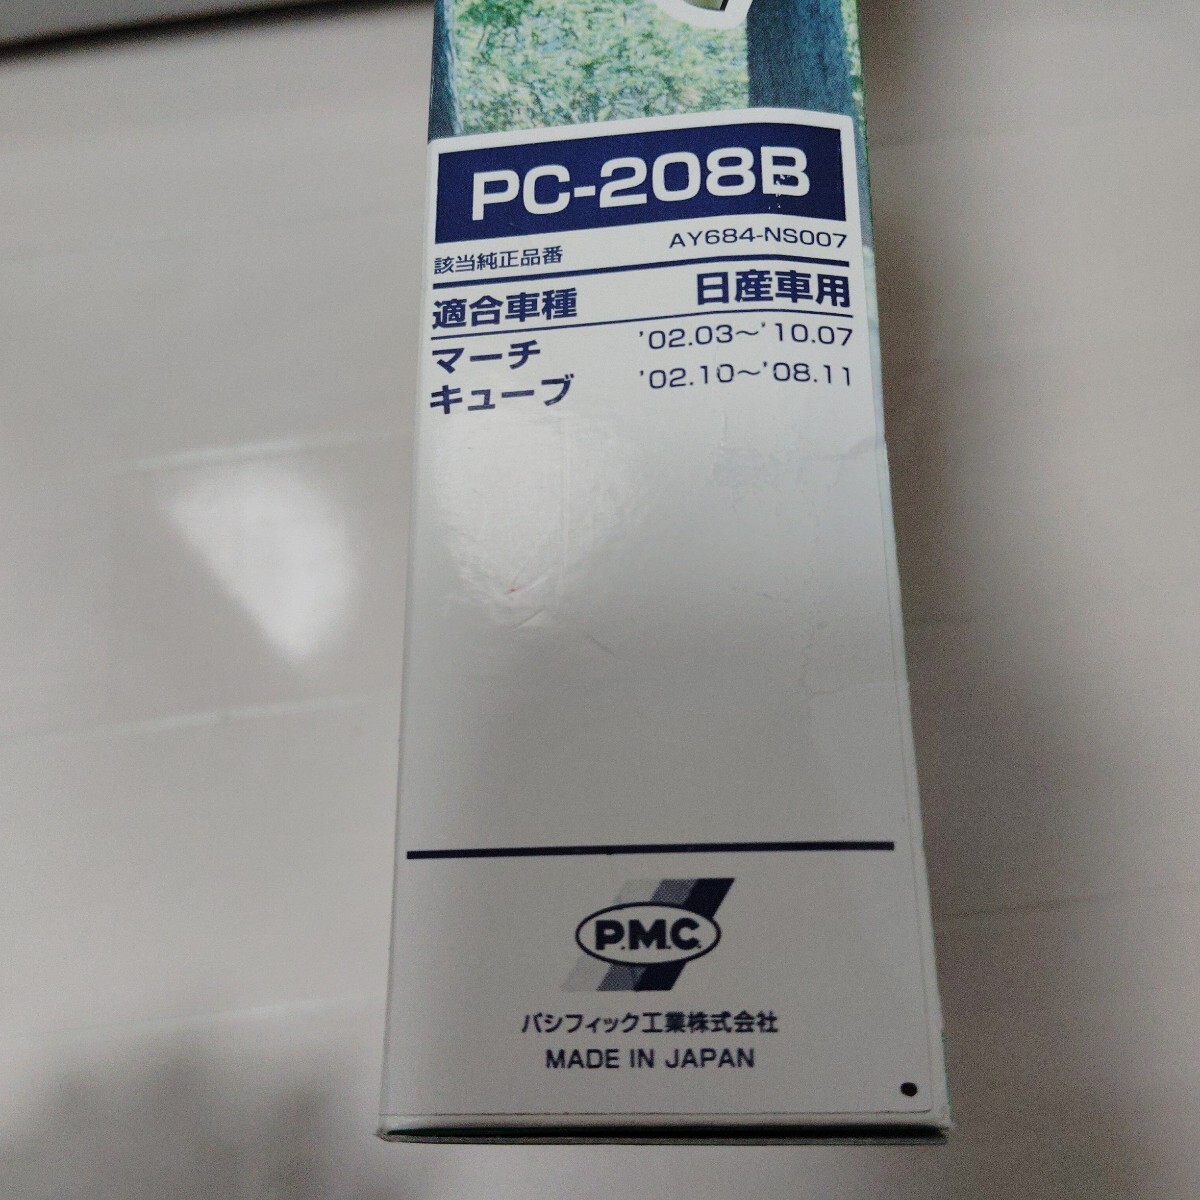 PC-208B
該当純正品番 AY684-NS007
適合車種 日産車用
マーチ '02.03〜'10.07
キューブ '02.10〜'08.11
P.M.C.
パシフィック工業株式会社
MADE IN JAPAN